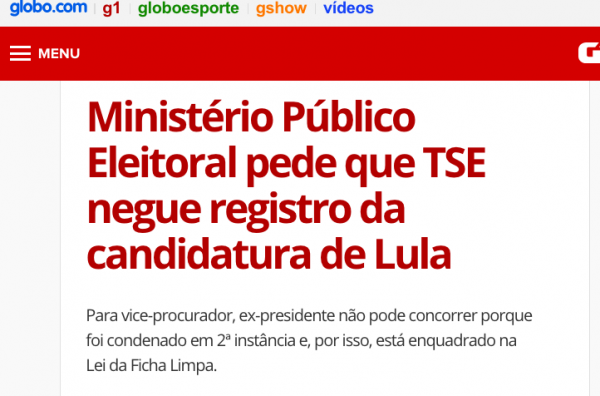 globo.com g1 globoesporte gshow vídeos
MENU
Ministério Público
Eleitoral pede que TSE
negue registro da
candidatura de Lula
Para vice-procurador, ex-presidente não pode concorrer porque
foi condenado em 2ª instância e, por isso, está enquadrado na
Lei da Ficha Limpa.